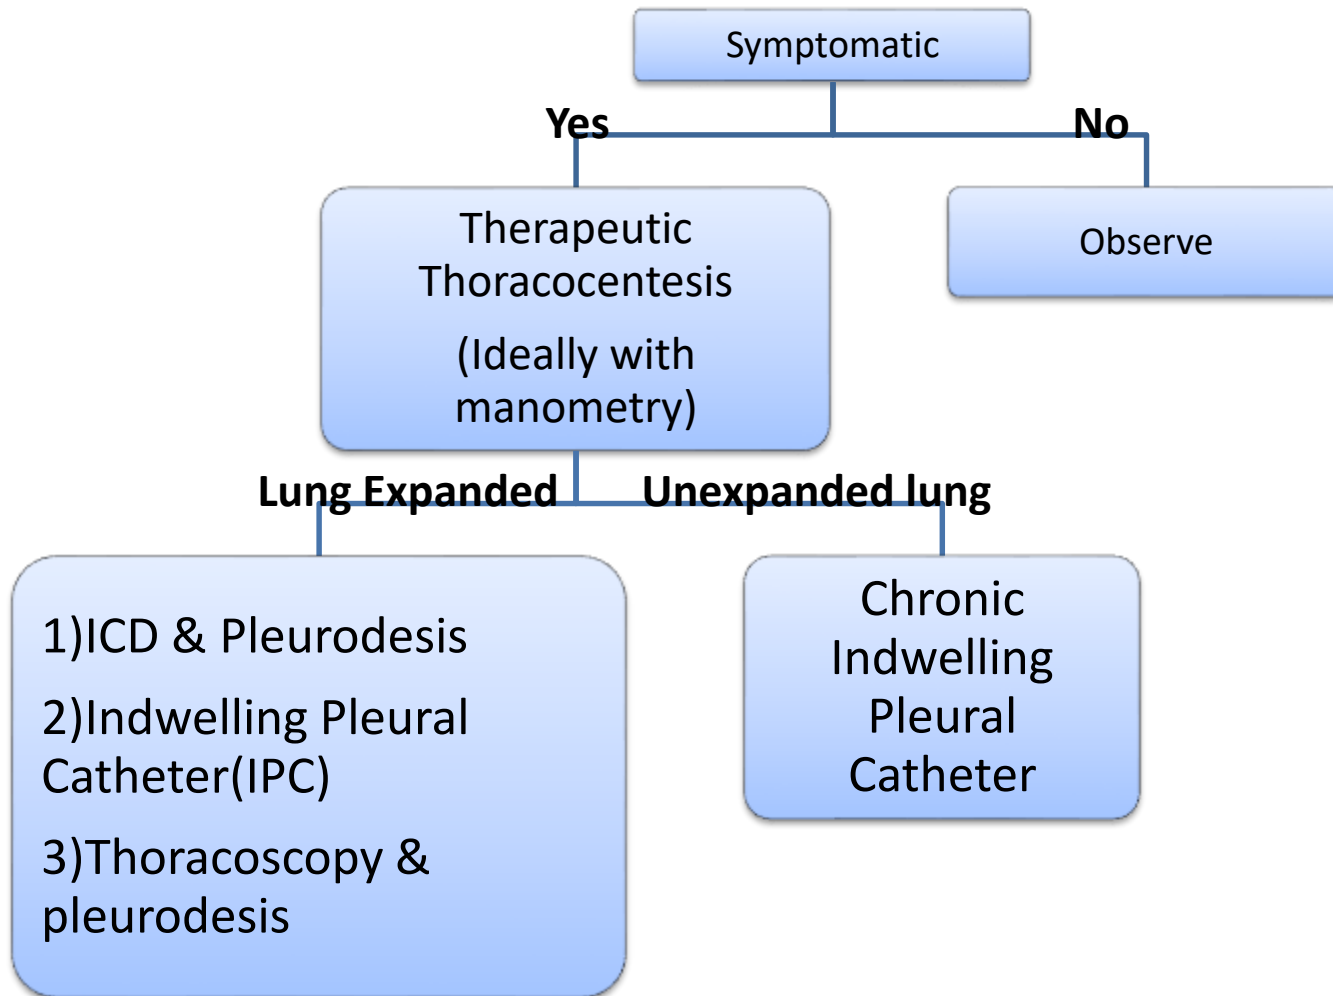 Symptomatic
Yes
No
Therapeutic
Thoracocentesis
(Ideally with
manometry)
Observe
Lung Expanded
Unexpanded lung
1)ICD & Pleurodesis
2)Indwelling Pleural
Catheter(IPC)
3)Thoracoscopy &
pleurodesis
Chronic
Indwelling
Pleural
Catheter